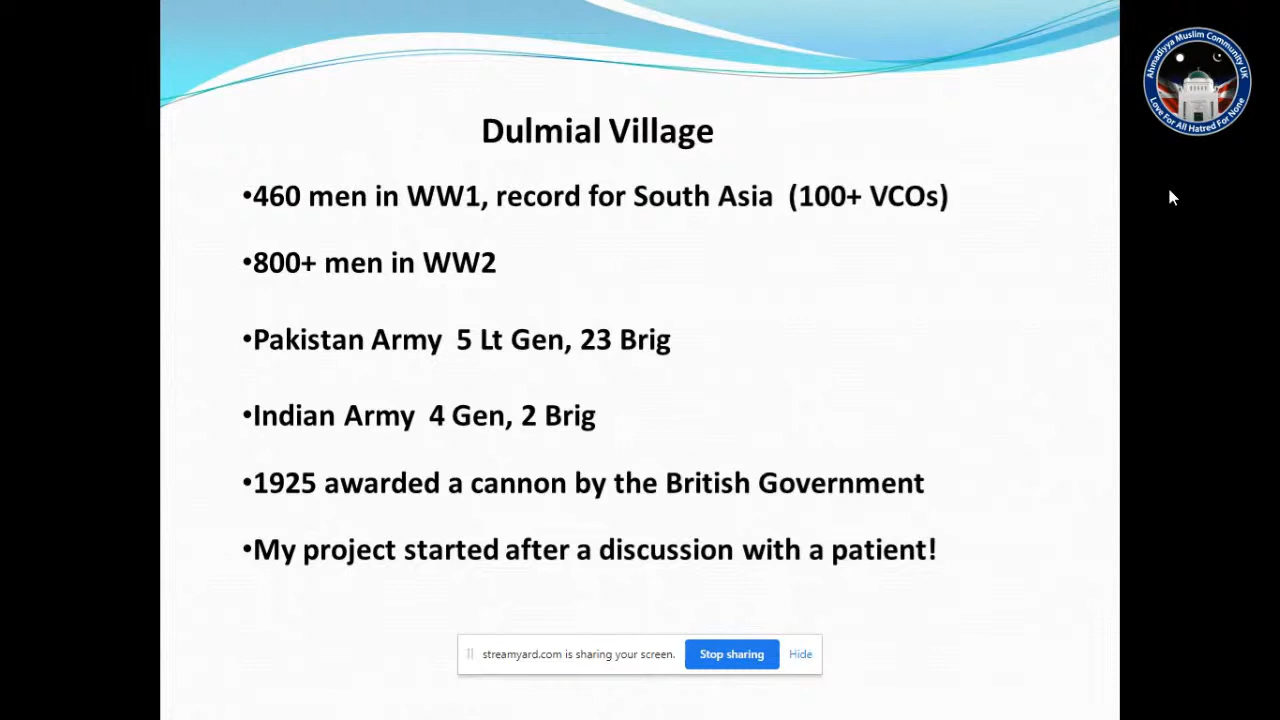 Ahmadiyya Muslim Community UK
Love For All Hatred For None
Dulmial Village
•460 men in WW1, record for South Asia (100+ VCOs)
•800+ men in WW2
•Pakistan Army 5 Lt Gen, 23 Brig
•Indian Army 4 Gen, 2 Brig
•1925 awarded a cannon by the British Government
•My project started after a discussion with a patient!
streamyard.com is sharing your screen. Stop sharing Hide